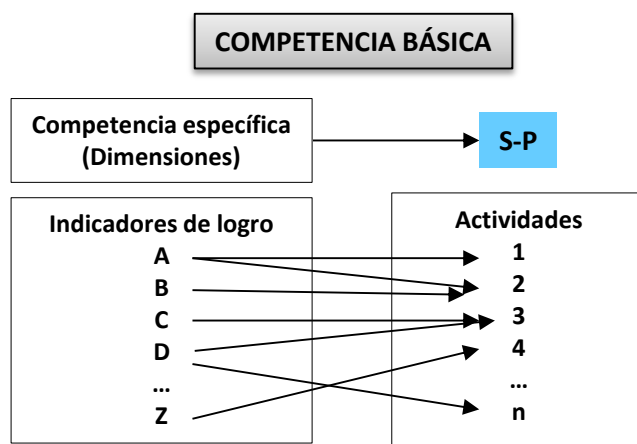 COMPETENCIA BÁSICA
Competencia específica
(Dimensiones)
S-P
Indicadores de logro
A
B
C
D
...
Z
Actividades
1
2
3
4
...
n